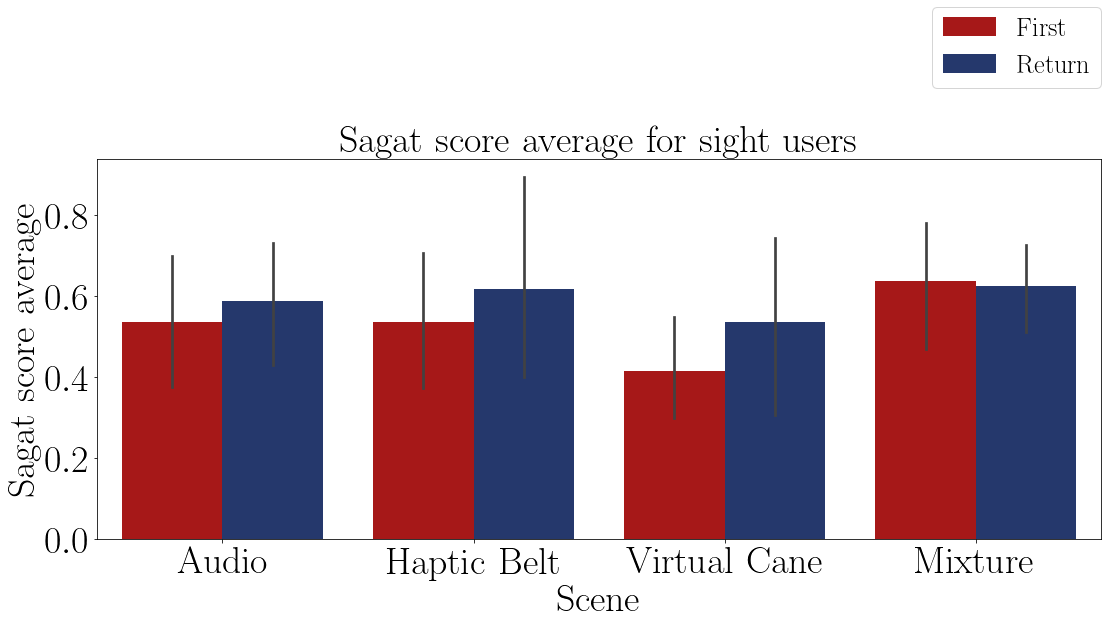 First
Return
Sagat score average for sight users
Sagat score average
0.8
0.6
0.4
0.2
0.0
Audio
Haptic Belt
Virtual Cane
Mixture
Scene